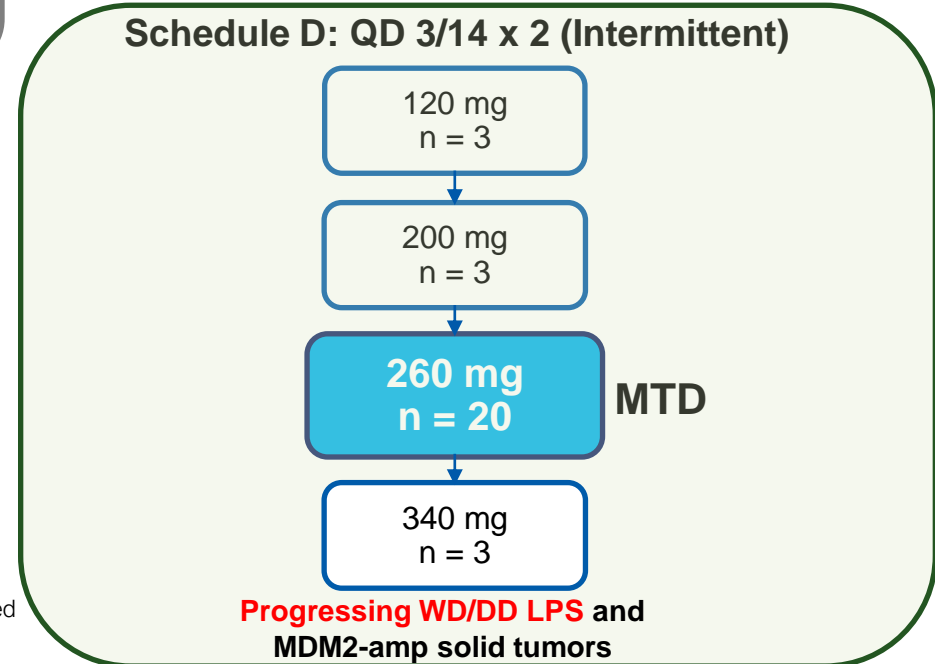 Schedule D: QD 3/14 x 2 (Intermittent)
120 mg
n = 3
200 mg
n = 3
260 mg
n = 20
MTD
340 mg
n = 3
ed
Progressing WD/DD LPS and
MDM2-amp solid tumors